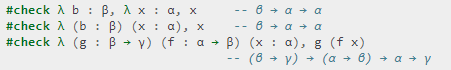 #check λ b : β, λ x : α, x -- β → α → α
#check λ (b : β) (x : α), x -- β → α → α
#check λ (g : β → γ) (f : α → β) (x : α), g (f x)
-- (β → γ) → (α → β) → α → γ